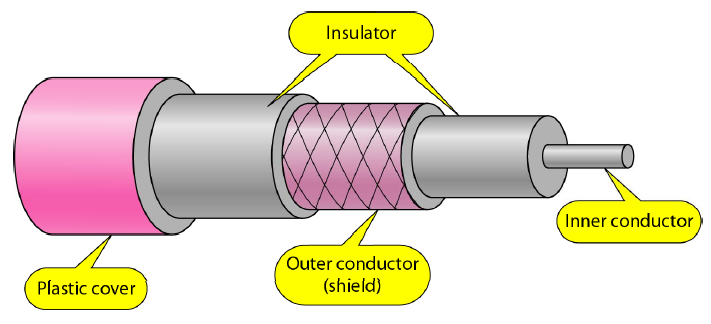 Insulator
Inner conductor
Outer conductor
(shield)
Plastic cover